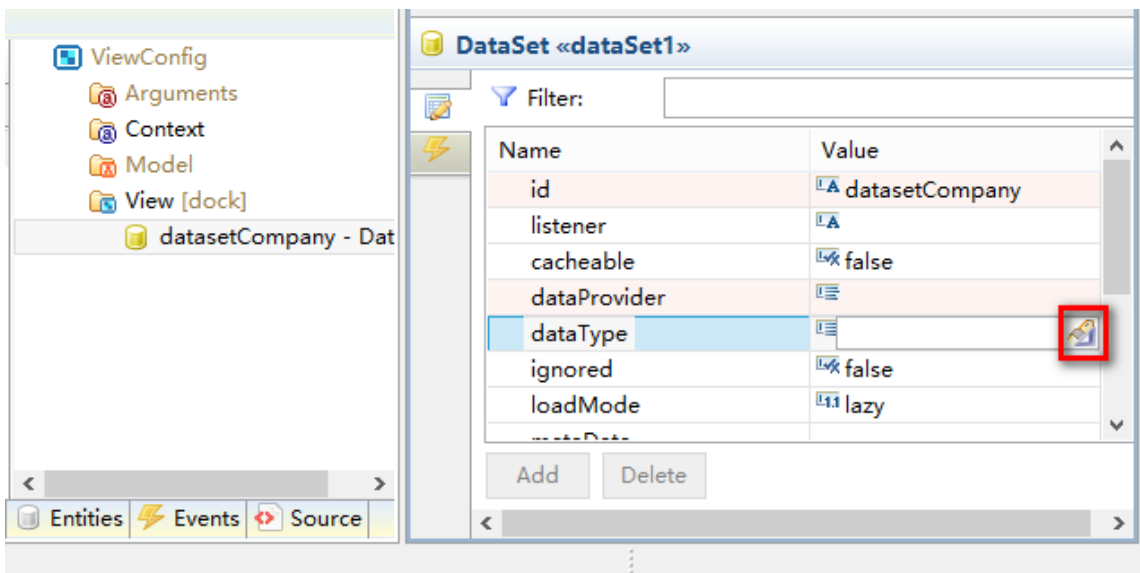 ViewConfig
Arguments
Context
Model
View [dock]
datasetCompany - Dat
Entities
Events
Source
DataSet «dataSet1»
Filter:
Name Value
id datasetCompany
listener
cacheable false
dataProvider
dataType
ignored false
loadMode lazy
metaData
Add Delete